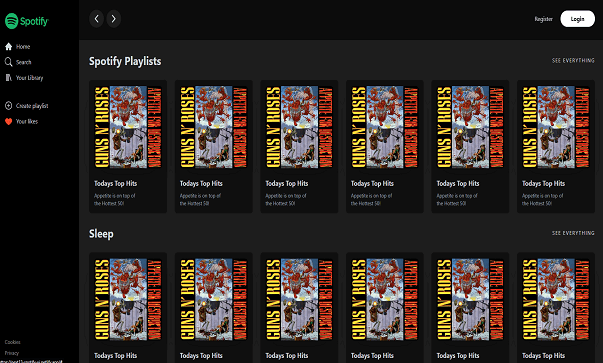 Spotify
Home
Search
Your Library
Create playlist
Your likes
Cookies
Privacy
Register
Login
Spotify Playlists
SEE EVERYTHING
GUNS N' ROSES
APPETITE FOR DESTRUCTION
GUNS N' ROSES
APPETITE FOR DESTRUCTION
GUNS N' ROSES
APPETITE FOR DESTRUCTION
GUNS N' ROSES
APPETITE FOR DESTRUCTION
GUNS N' ROSES
APPETITE FOR DESTRUCTION
GUNS N' ROSES
APPETITE FOR DESTRUCTION
Todays Top Hits
Appetite is on top of
the Hottest 50!
Todays Top Hits
Appetite is on top of
the Hottest 50!
Todays Top Hits
Appetite is on top of
the Hottest 50!
Todays Top Hits
Appetite is on top of
the Hottest 50!
Todays Top Hits
Appetite is on top of
the Hottest 50!
Todays Top Hits
Appetite is on top of
the Hottest 50!
Sleep
SEE EVERYTHING
GUNS N' ROSES
APPETITE FOR DESTRUCTION
GUNS N' ROSES
APPETITE FOR DESTRUCTION
GUNS N' ROSES
APPETITE FOR DESTRUCTION
GUNS N' ROSES
APPETITE FOR DESTRUCTION
GUNS N' ROSES
APPETITE FOR DESTRUCTION
GUNS N' ROSES
APPETITE FOR DESTRUCTION
Todays Top Hits
Todays Top Hits
Todays Top Hits
Todays Top Hits
Todays Top Hits
Todays Top Hits